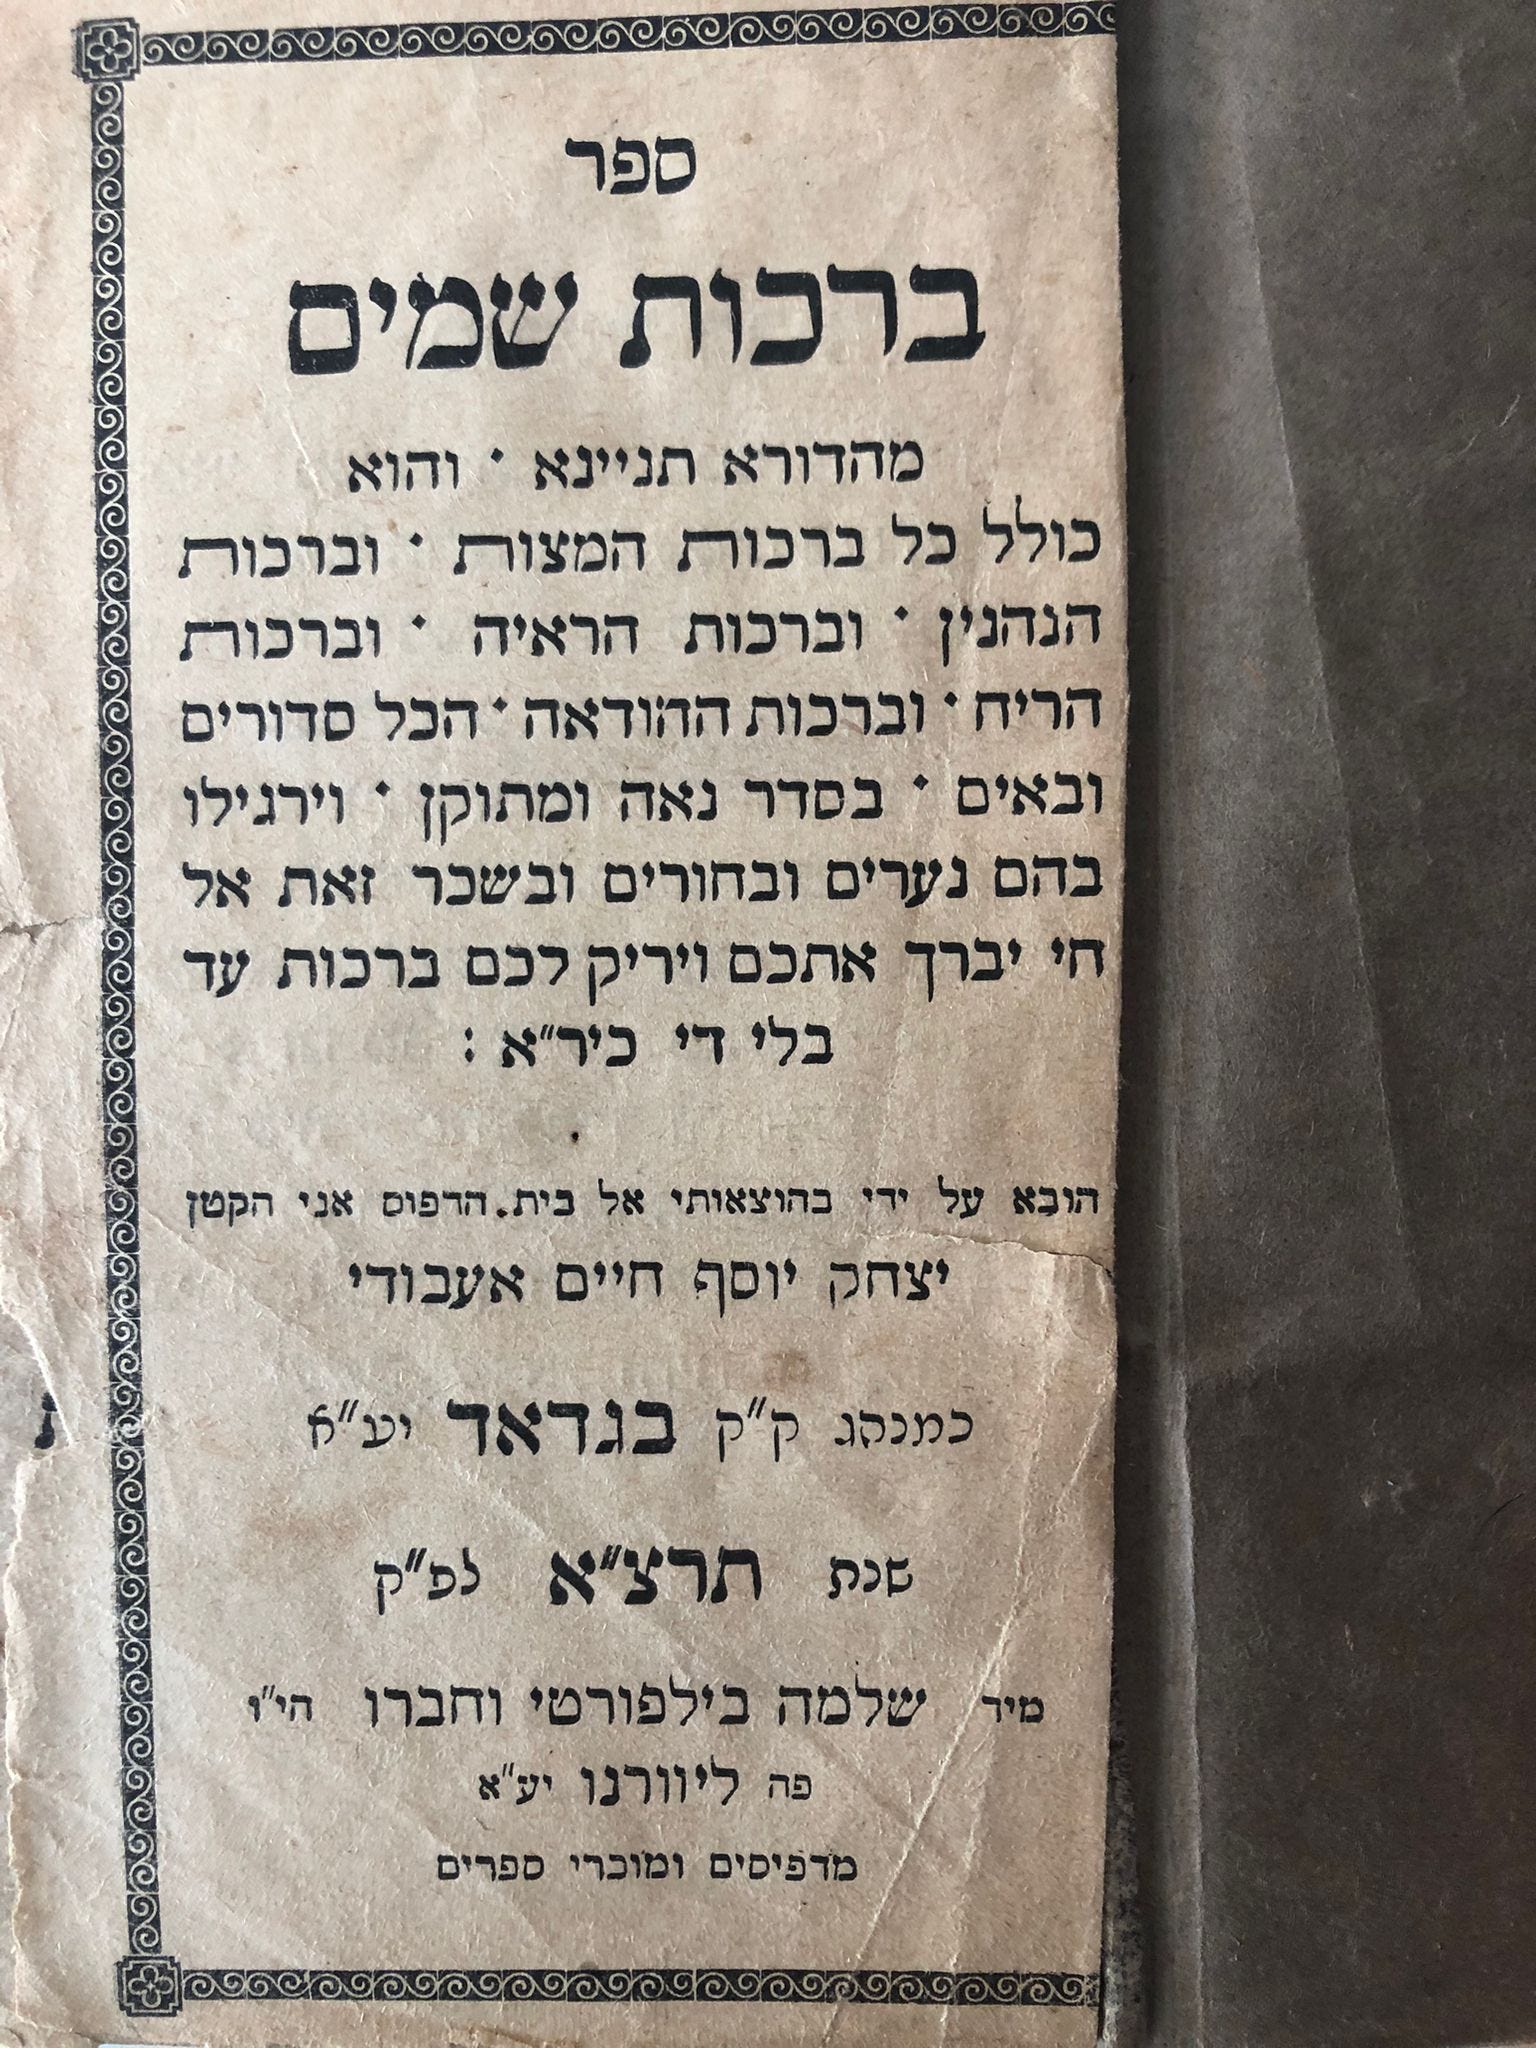 ספר
ברכות שמים
מהדורא תניינא · והוא
כולל כל ברכות המצות · וברכות
הנהנין · וברכות הראיה · וברכות
הריח · וברכות ההודאה · הכל סדורים
ובאים · בסדר נאה ומתוקן · וירגילו
בהם נערים ובחורים ובשכר זאת אל
חי יברך אתכם ויריק לכם ברכות עד
בלי די כיר״א :
הובא על ידי בהוצאותי אל בית הדפוס אני הקטן
יצחק יוסף חיים אעבודי
כמנהג ק״ק בגדאד יע״א
שנת תרצ״א לפ״ק
מיד שלמה בילפורטי וחברו הי״ו
פה ליוורנו יע״א
מדפיסים ומוכרי ספרים